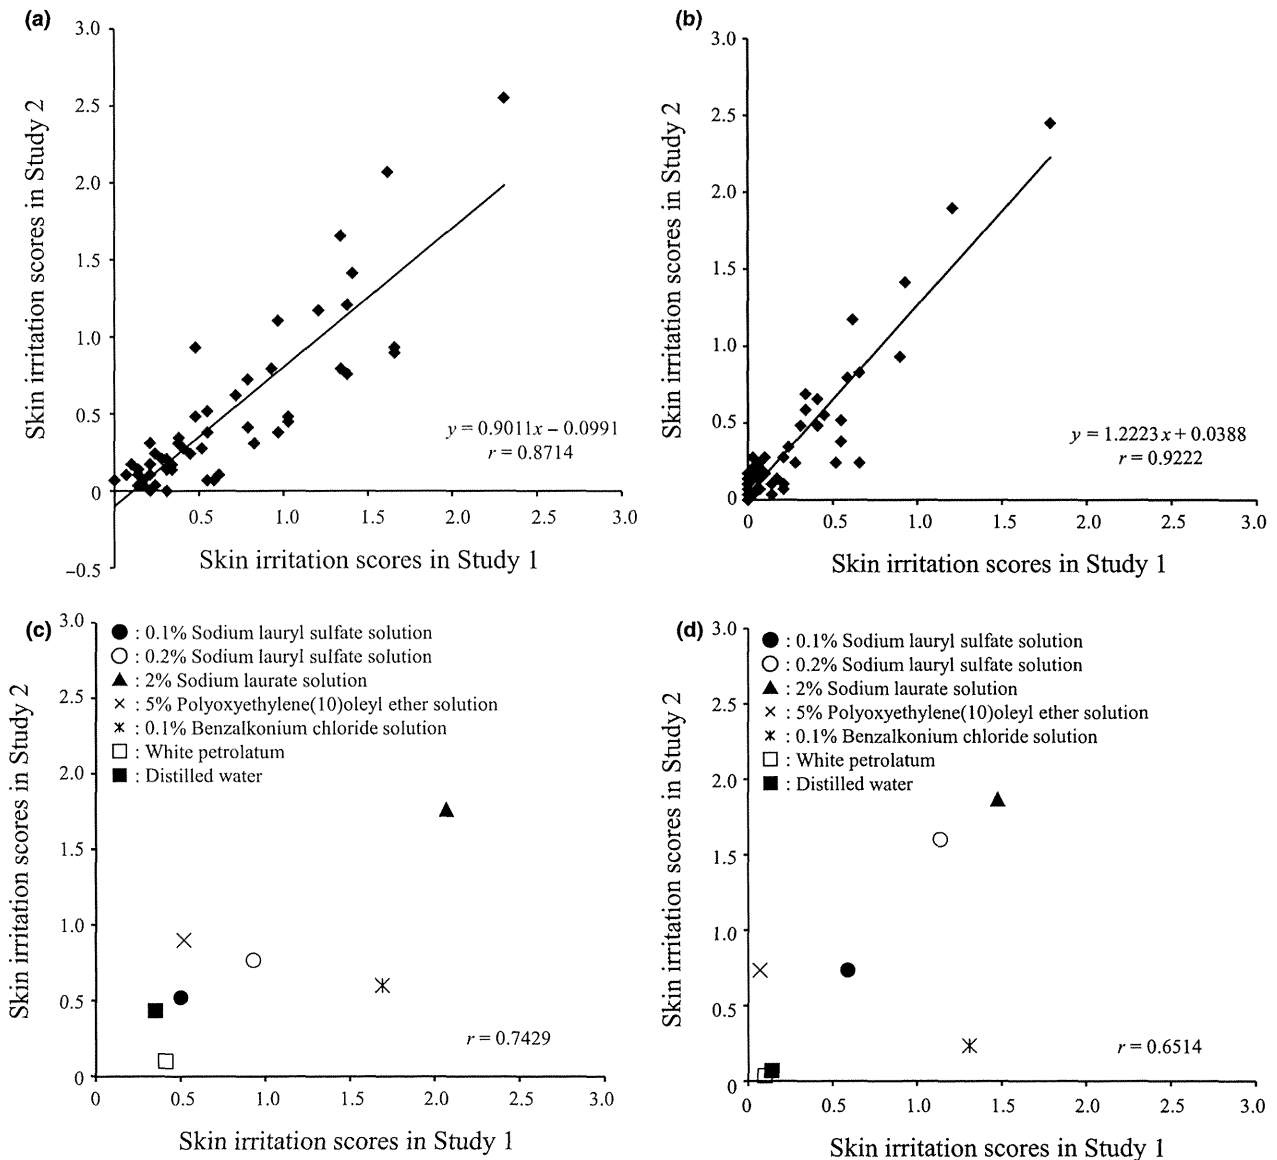 (a)
3.0
2.5
2.0
1.5
1.0
0.5
0
−0.5
Skin irritation scores in Study 2
y = 0.9011x − 0.0991
r = 0.8714
0.5 1.0 1.5 2.0 2.5 3.0
Skin irritation scores in Study 1
(b)
3.0
2.5
2.0
1.5
1.0
0.5
0
Skin irritation scores in Study 2
y = 1.2223x + 0.0388
r = 0.9222
0 0.5 1.0 1.5 2.0 2.5 3.0
Skin irritation scores in Study 1
(c)
3.0
2.5
2.0
1.5
1.0
0.5
0
Skin irritation scores in Study 2
: 0.1% Sodium lauryl sulfate solution
: 0.2% Sodium lauryl sulfate solution
: 2% Sodium laurate solution
: 5% Polyoxyethylene(10)oleyl ether solution
: 0.1% Benzalkonium chloride solution
: White petrolatum
: Distilled water
r = 0.7429
0 0.5 1.0 1.5 2.0 2.5 3.0
Skin irritation scores in Study 1
(d)
3.0
2.5
2.0
1.5
1.0
0.5
0
Skin irritation scores in Study 2
: 0.1% Sodium lauryl sulfate solution
: 0.2% Sodium lauryl sulfate solution
: 2% Sodium laurate solution
: 5% Polyoxyethylene(10)oleyl ether solution
: 0.1% Benzalkonium chloride solution
: White petrolatum
: Distilled water
r = 0.6514
0 0.5 1.0 1.5 2.0 2.5 3.0
Skin irritation scores in Study 1